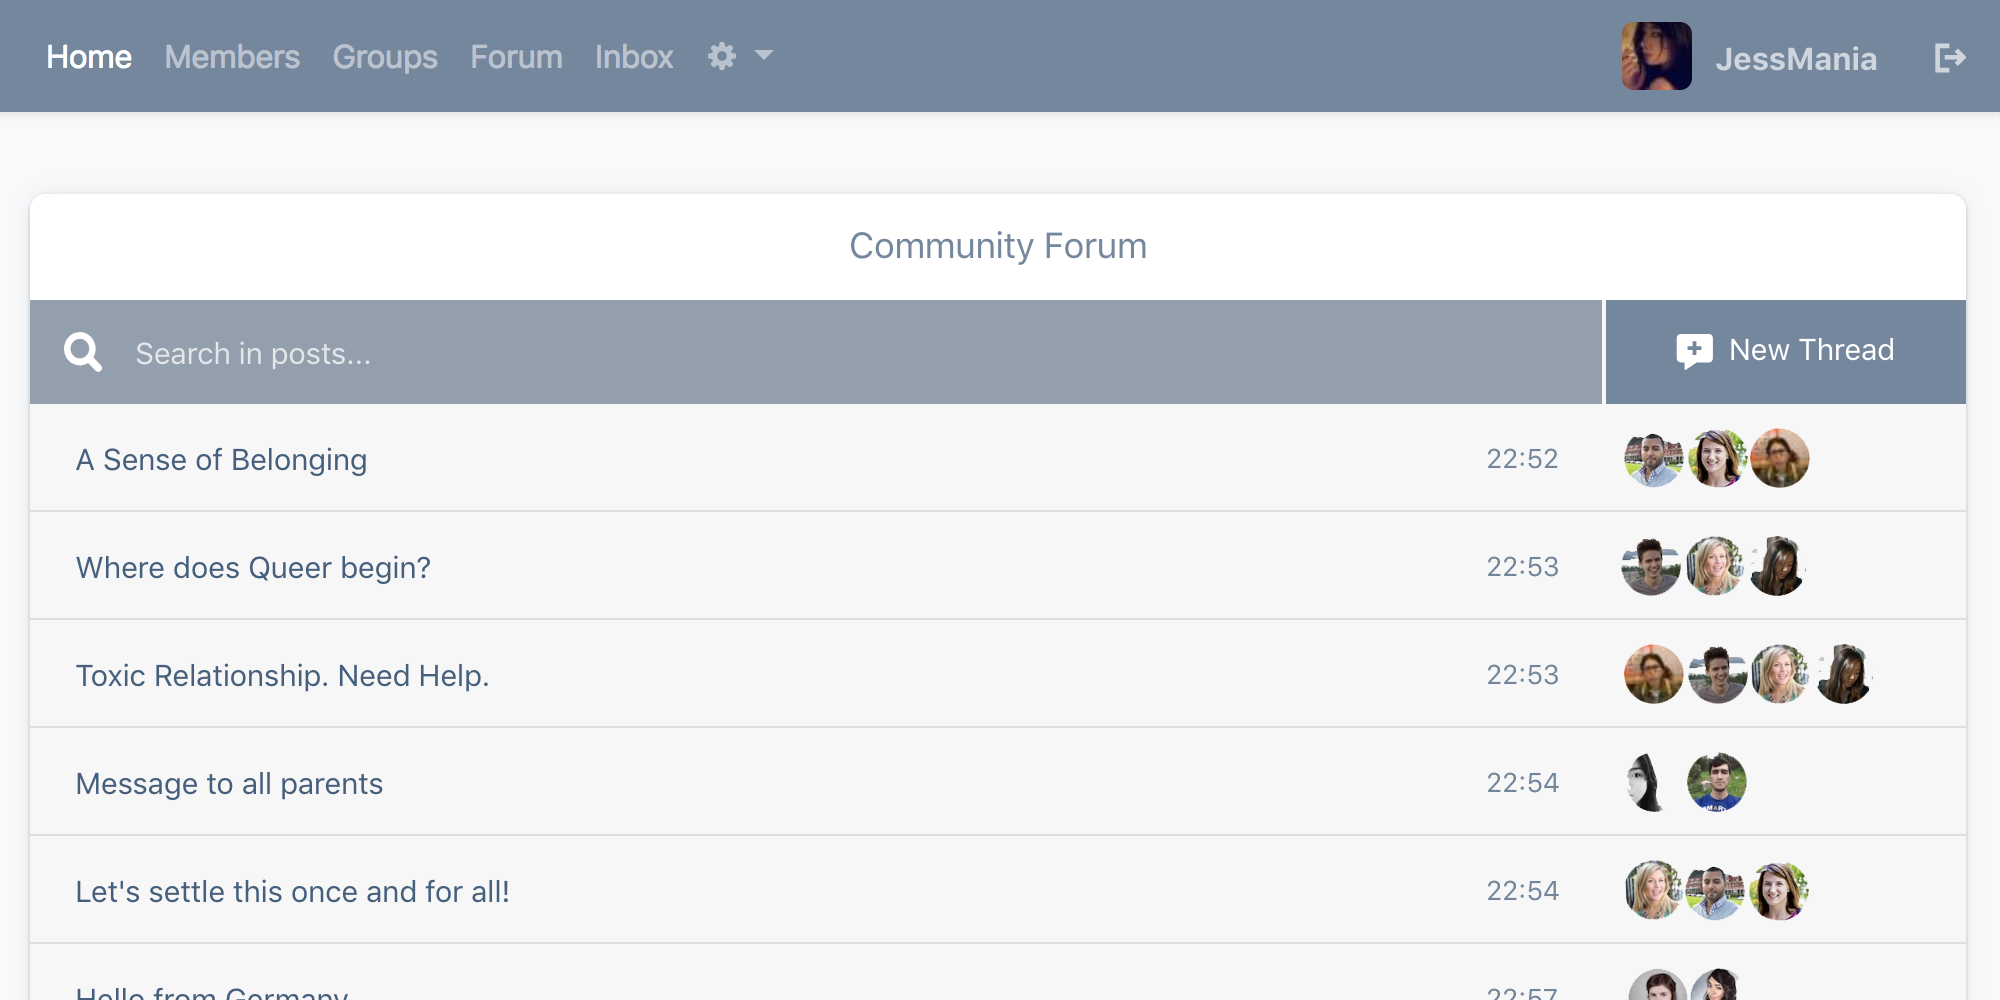 Home Members Groups Forum Inbox JessMania
Community Forum
Search in posts... New Thread
A Sense of Belonging 22:52
Where does Queer begin? 22:53
Toxic Relationship. Need Help. 22:53
Message to all parents 22:54
Let's settle this once and for all! 22:54
Hello from Germany 22:57